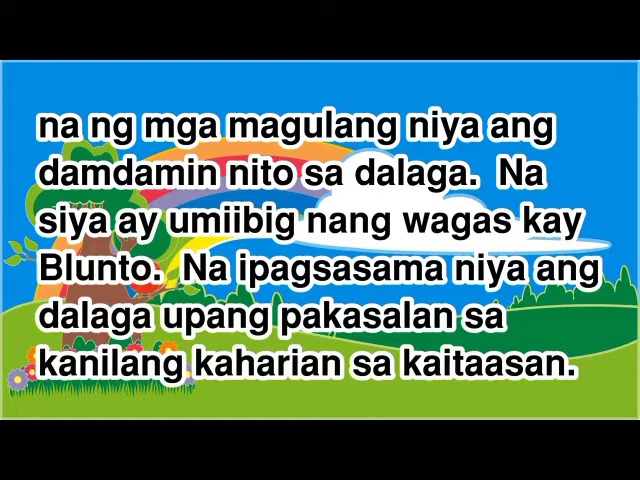 na ng mga magulang niya ang
damdamin nito sa dalaga.  Na
siya ay umiibig nang wagas kay
Blunto.  Na ipagsasama niya ang
dalaga upang pakasalan sa
kanilang kaharian sa kaitaasan.